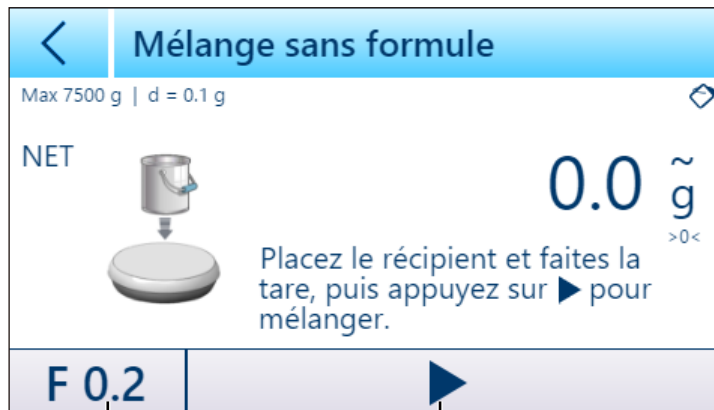 Mélange sans formule
Max 7500 g | d = 0.1 g
NET
0.0 ~ g
>0<
Placez le récipient et faites la
tare, puis appuyez sur ▶ pour
mélanger.
F 0.2 ▶